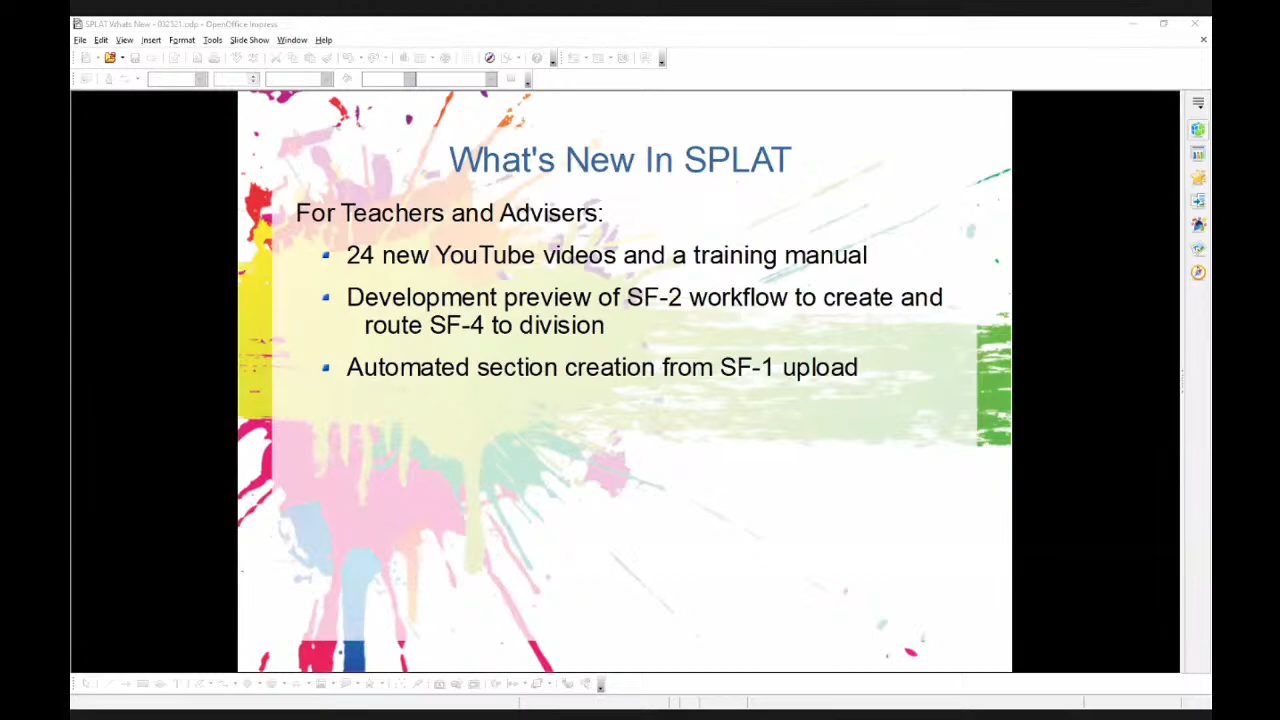 SPLAT Whats New - 032321.odp - OpenOffice Impress
File Edit View Insert Format Tools Slide Show Window Help
What's New In SPLAT
For Teachers and Advisers:
24 new YouTube videos and a training manual
Development preview of SF-2 workflow to create and
route SF-4 to division
Automated section creation from SF-1 upload